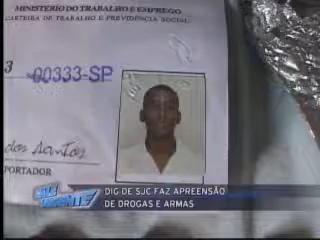 MINISTÉRIO DO TRABALHO E EMPREGO
CARTEIRA DE TRABALHO E PREVIDÊNCIA SOCIAL
3
00333-SP
dos Santos
PORTADOR
DIG DE SJC FAZ APREENSÃO
DE DROGAS E ARMAS